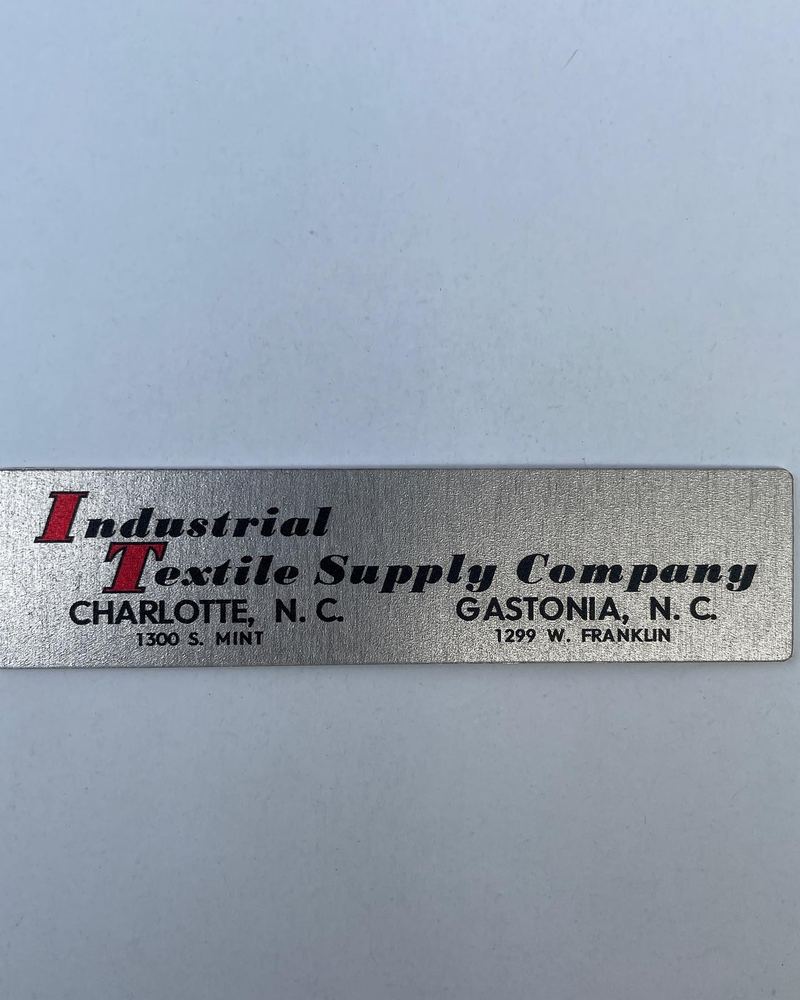 Industrial
Textile Supply Company
CHARLOTTE, N. C. GASTONIA, N. C.
1300 S. MINT 1299 W. FRANKLIN